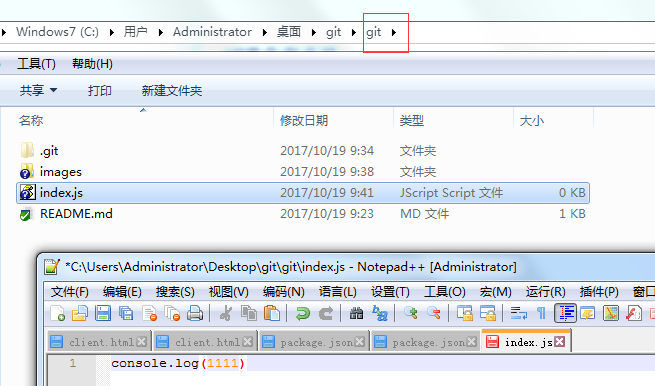 Windows7 (C:) 用户 Administrator 桌面 git git
工具(T) 帮助(H)
共享 打印 新建文件夹
名称 修改日期 类型 大小
.git 2017/10/19 9:34 文件夹
images 2017/10/19 9:38 文件夹
index.js 2017/10/19 9:41 JScript Script 文件 0 KB
README.md 2017/10/19 9:23 MD 文件 1 KB
*C:\Users\Administrator\Desktop\git\git\index.js - Notepad++ [Administrator]
文件(F) 编辑(E) 搜索(S) 视图(V) 编码(N) 语言(L) 设置(T) 工具(O) 宏(M) 运行(R) 插件(P) 窗口
client.html client.html package.json package.json index.js
1 console.log(1111)